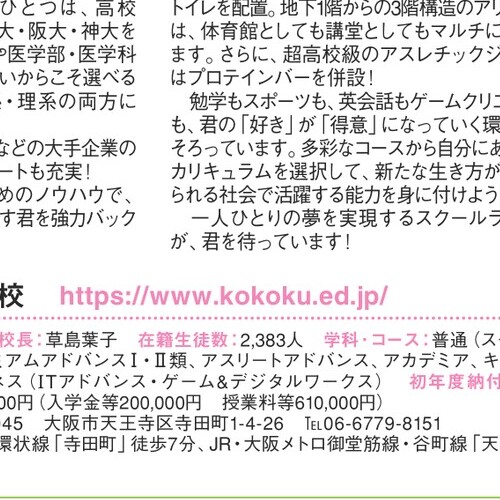 ひとつは、高校
大・阪大・神大を
医学部・医学科
いからこそ選べる
・理系の両方に
などの大手企業の
ートも充実!
めのノウハウで、
す君を強力バック
トイレを配置。地下1階からの3階構造のアリ
は、体育館としても講堂としてもマルチに
ます。さらに、超高校級のアスレチックジ
はプロテインバーを併設!
勉学もスポーツも、英会話もゲームクリエ
も、君の「好き」が「得意」になっていく環
そろっています。多彩なコースから自分にあ
カリキュラムを選択して、新たな生き方が
られる社会で活躍する能力を身に付けよう
一人ひとりの夢を実現するスクールラ
が、君を待っています!
校 https://www.kokoku.ed.jp/
校長:草島葉子 在籍生徒数:2,383人 学科・コース:普通(ス
アムアドバンスⅠ・Ⅱ類、アスリートアドバンス、アカデミア、キ
ネス(ITアドバンス・ゲーム&デジタルワークス) 初年度納付
00円(入学金等200,000円 授業料等610,000円)
045 大阪市天王寺区寺田町1-4-26 ℡06-6779-8151
環状線「寺田町」徒歩7分、JR・大阪メトロ御堂筋線・谷町線「天